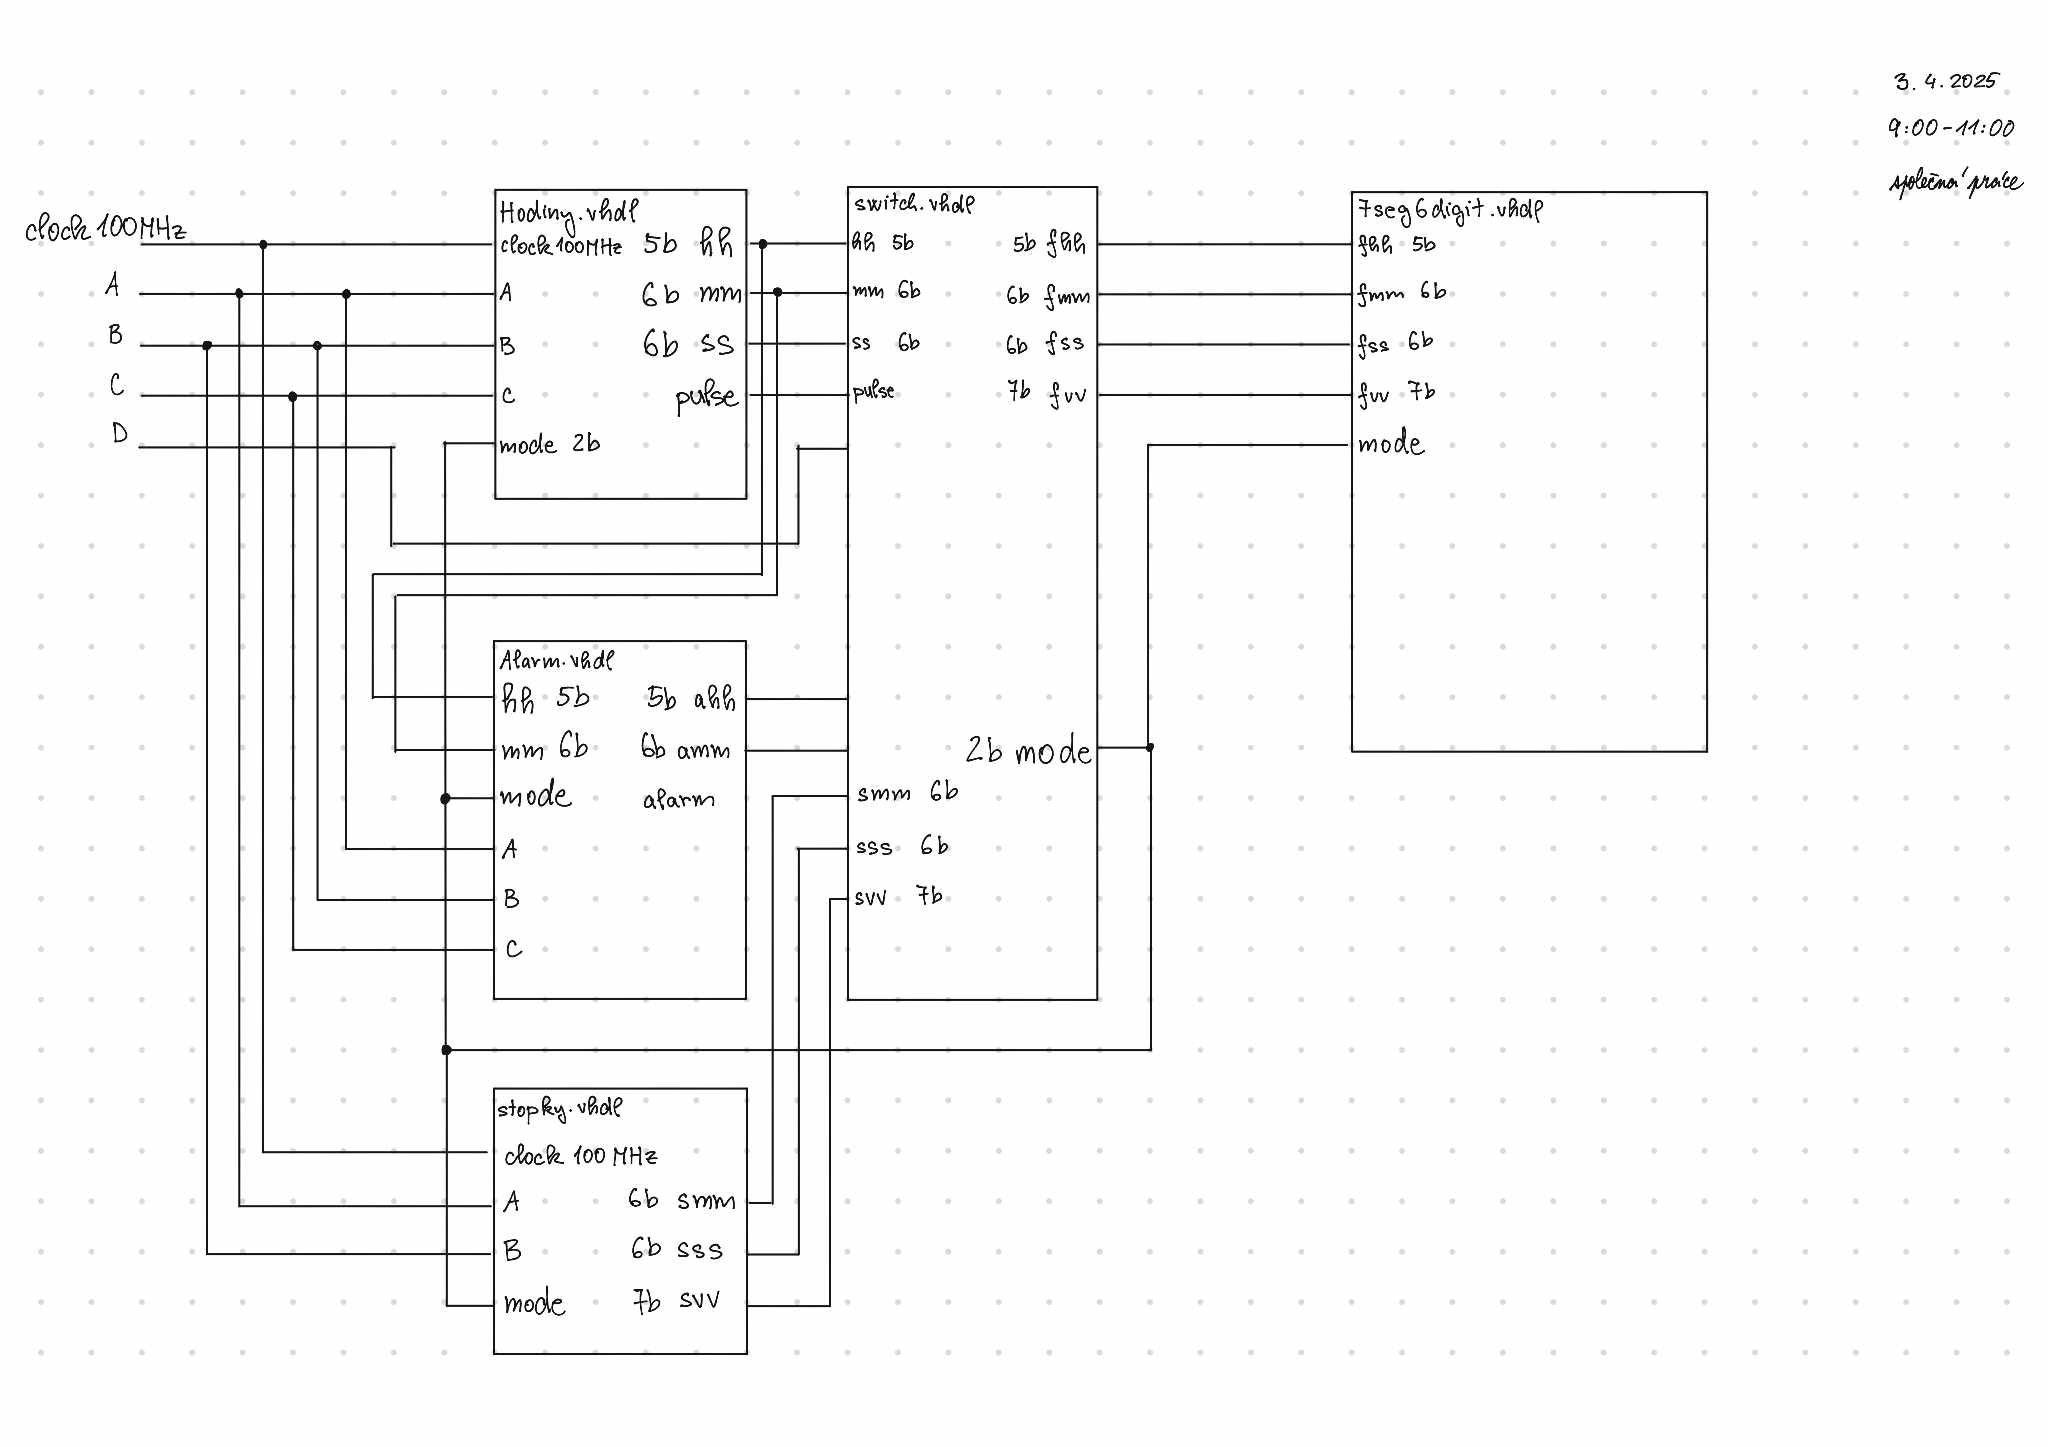 3. 4. 2025
9:00-11:00
společná práce
clock 100MHz
A
B
C
D
Hodiny.vhdl
clock 100MHz 5b hh
A 6b mm
B 6b ss
C pulse
mode 2b
switch.vhdl
hh 5b 5b fhh
mm 6b 6b fmm
ss 6b 6b fss
pulse 7b fvv
2b mode
smm 6b
sss 6b
svv 7b
7seg6digit.vhdl
fhh 5b
fmm 6b
fss 6b
fvv 7b
mode
Alarm.vhdl
hh 5b 5b ahh
mm 6b 6b amm
mode alarm
A
B
C
stopky.vhdl
clock 100 MHz
A 6b smm
B 6b sss
mode 7b svv